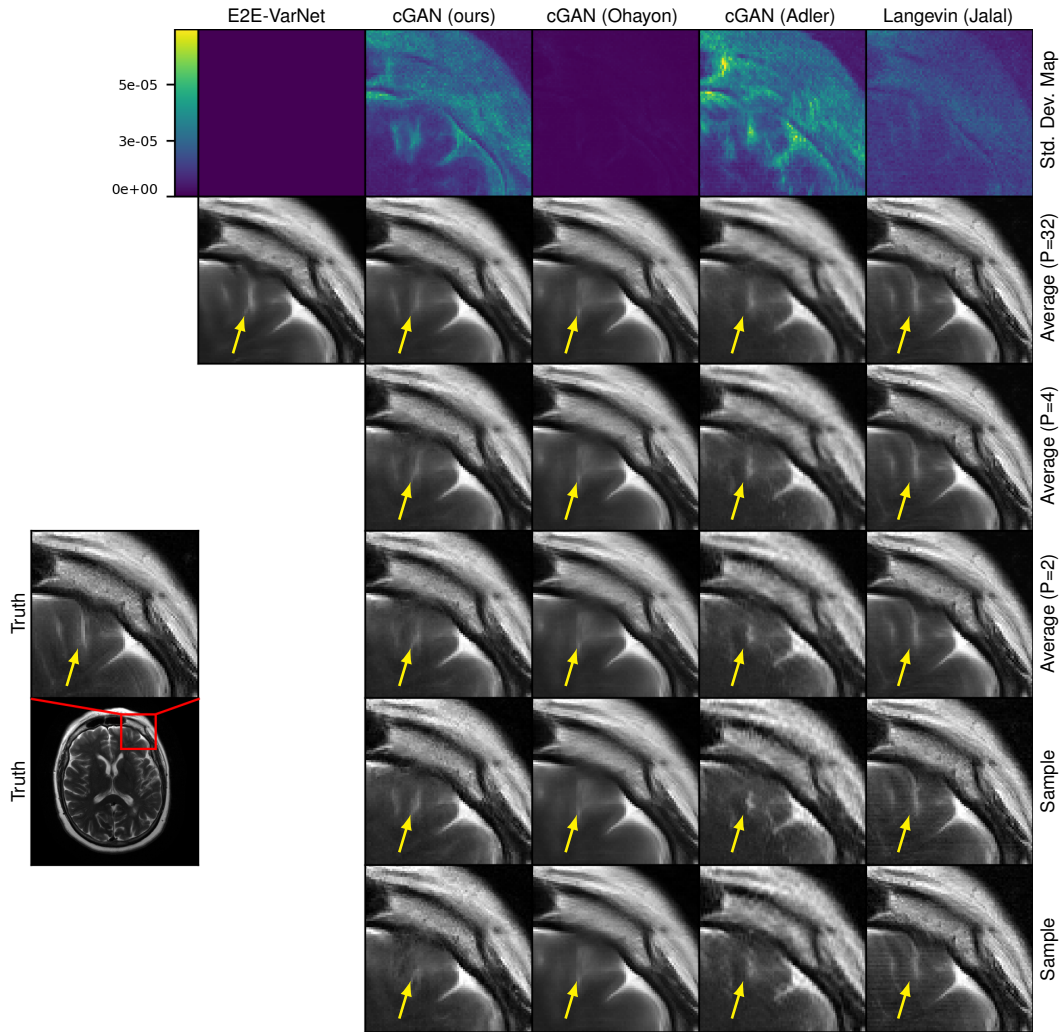 E2E-VarNet
cGAN (ours)
cGAN (Ohayon)
cGAN (Adler)
Langevin (Jalal)
5e-05
3e-05
0e+00
Std. Dev. Map
Average (P=32)
Average (P=4)
Truth
Average (P=2)
Truth
Sample
Sample